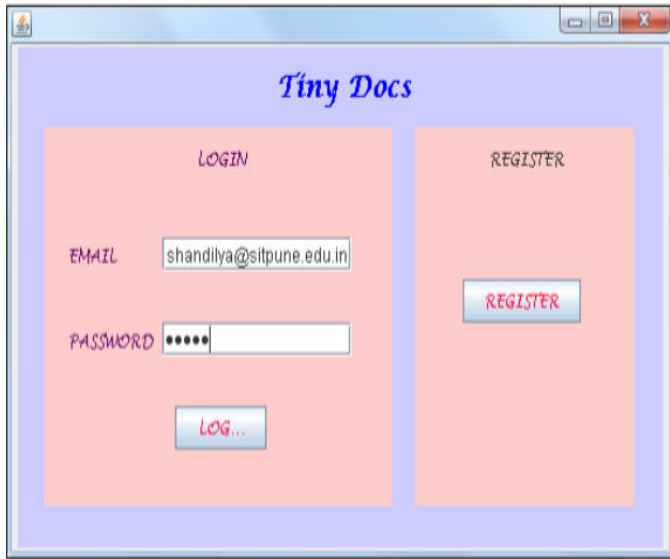 Tiny Docs
LOGIN
EMAIL shandilya@sitpune.edu.in
PASSWORD •••••
LOG...
REGISTER
REGISTER